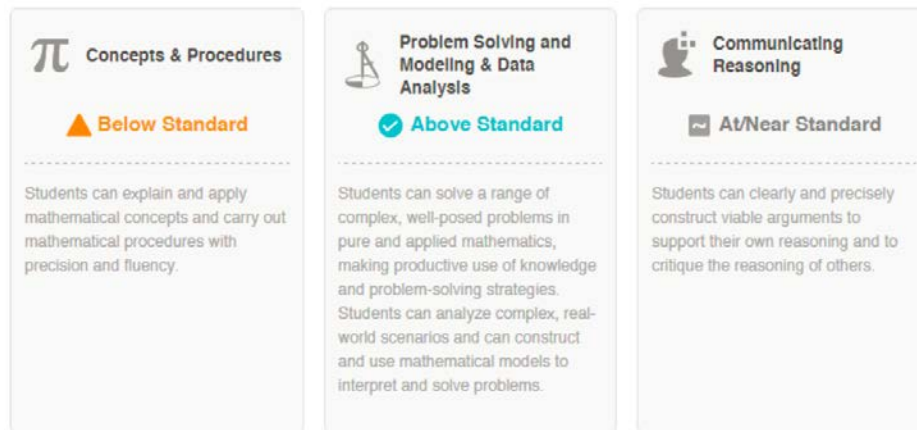 Concepts & Procedures
Below Standard
Students can explain and apply
mathematical concepts and carry out
mathematical procedures with
precision and fluency.
Problem Solving and
Modeling & Data
Analysis
Above Standard
Students can solve a range of
complex, well-posed problems in
pure and applied mathematics,
making productive use of knowledge
and problem-solving strategies.
Students can analyze complex, real-
world scenarios and can construct
and use mathematical models to
interpret and solve problems.
Communicating
Reasoning
At/Near Standard
Students can clearly and precisely
construct viable arguments to
support their own reasoning and to
critique the reasoning of others.